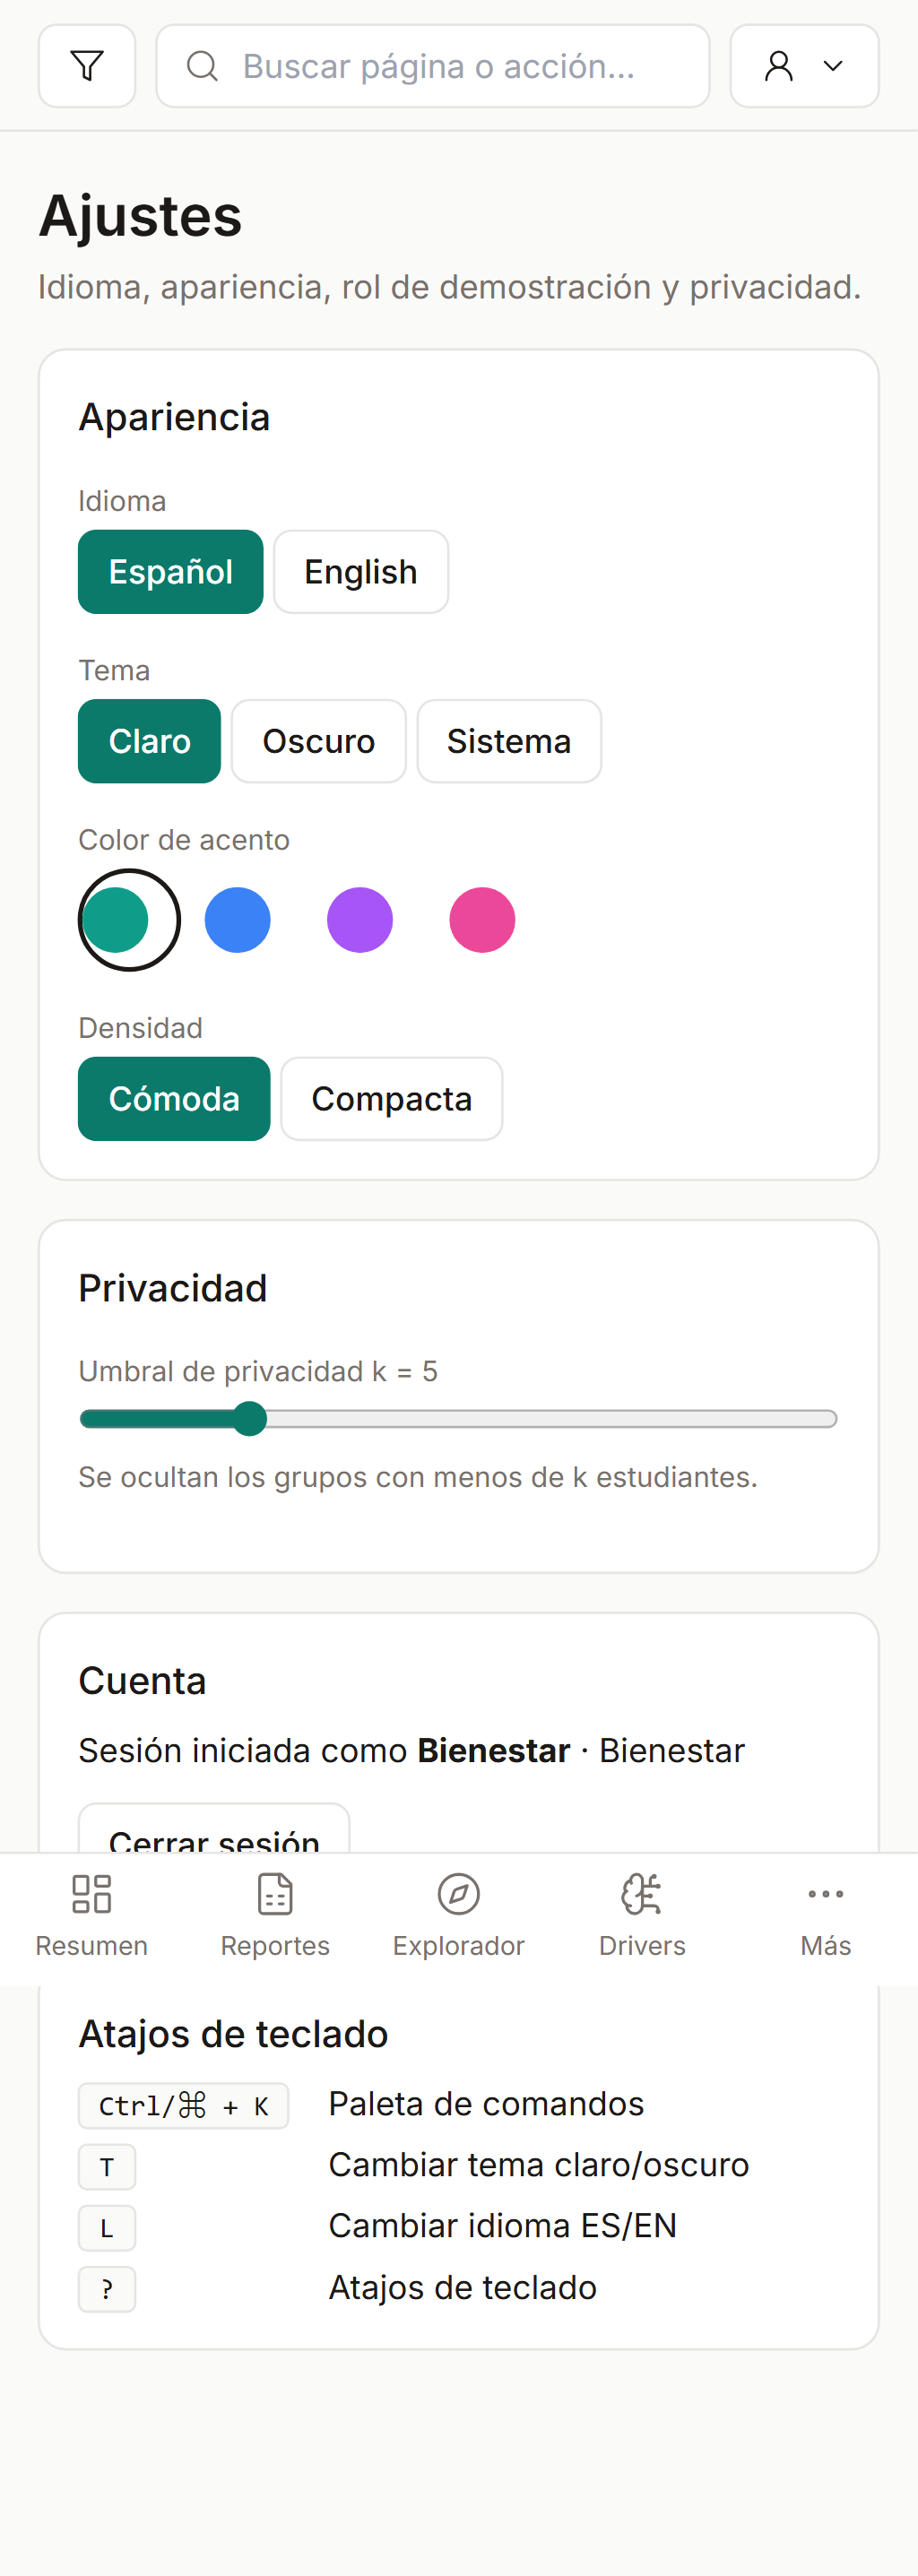 Buscar página o acción...
Ajustes
Idioma, apariencia, rol de demostración y privacidad.
Apariencia
Idioma
Español English
Tema
Claro Oscuro Sistema
Color de acento
Densidad
Cómoda Compacta
Privacidad
Umbral de privacidad k = 5
Se ocultan los grupos con menos de k estudiantes.
Cuenta
Sesión iniciada como Bienestar · Bienestar
Cerrar sesión
Resumen Reportes Explorador Drivers Más
Atajos de teclado
Ctrl/⌘ + K Paleta de comandos
T Cambiar tema claro/oscuro
L Cambiar idioma ES/EN
? Atajos de teclado